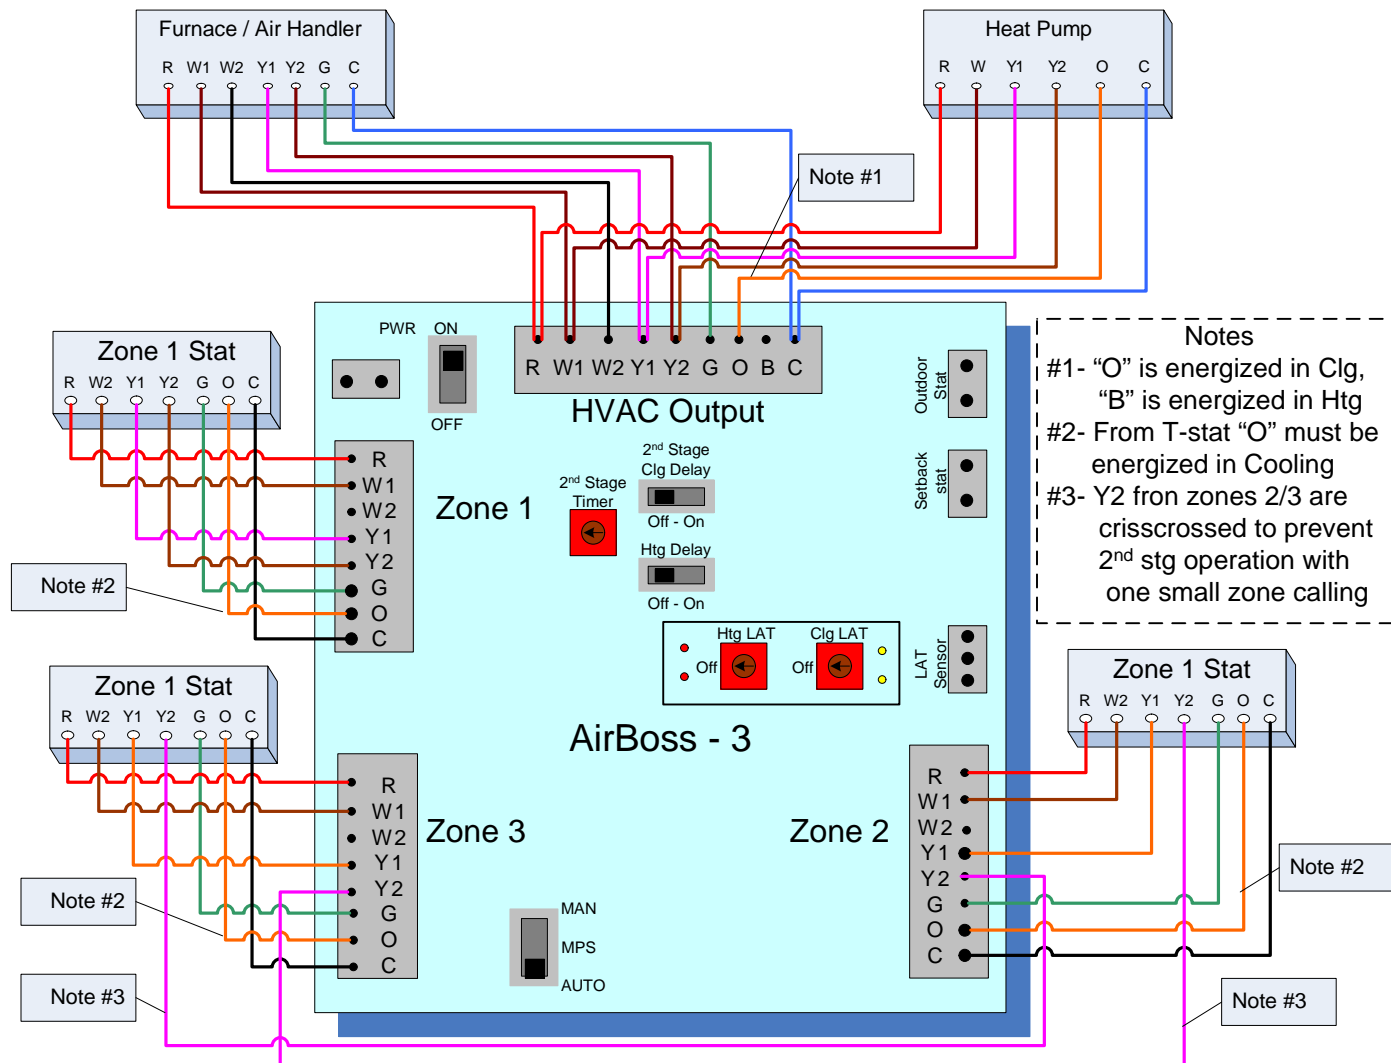 Furnace / Air Handler
R W1 W2 Y1 Y2 G C
Heat Pump
R W Y1 Y2 O C
Note #1
PWR ON
OFF
R W1 W2 Y1 Y2 G O B C
HVAC Output
Outdoor
Stat
Setback
stat
LAT
Sensor
Notes
#1- “O” is energized in Clg,
“B” is energized in Htg
#2- From T-stat “O” must be
energized in Cooling
#3- Y2 fron zones 2/3 are
crisscrossed to prevent
2nd stg operation with
one small zone calling
Zone 1 Stat
R W2 Y1 Y2 G O C
Note #2
R
W1
W2
Y1
Y2
G
O
C
Zone 1
2nd Stage
Timer
2nd Stage
Clg Delay
Off - On
Htg Delay
Off - On
Htg LAT
Off
Clg LAT
Off
AirBoss - 3
Zone 1 Stat
R W2 Y1 Y2 G O C
Note #2
Note #3
R
W1
W2
Y1
Y2
G
O
C
Zone 3
MAN
MPS
AUTO
Zone 2
R
W1
W2
Y1
Y2
G
O
C
Zone 1 Stat
R W2 Y1 Y2 G O C
Note #2
Note #3